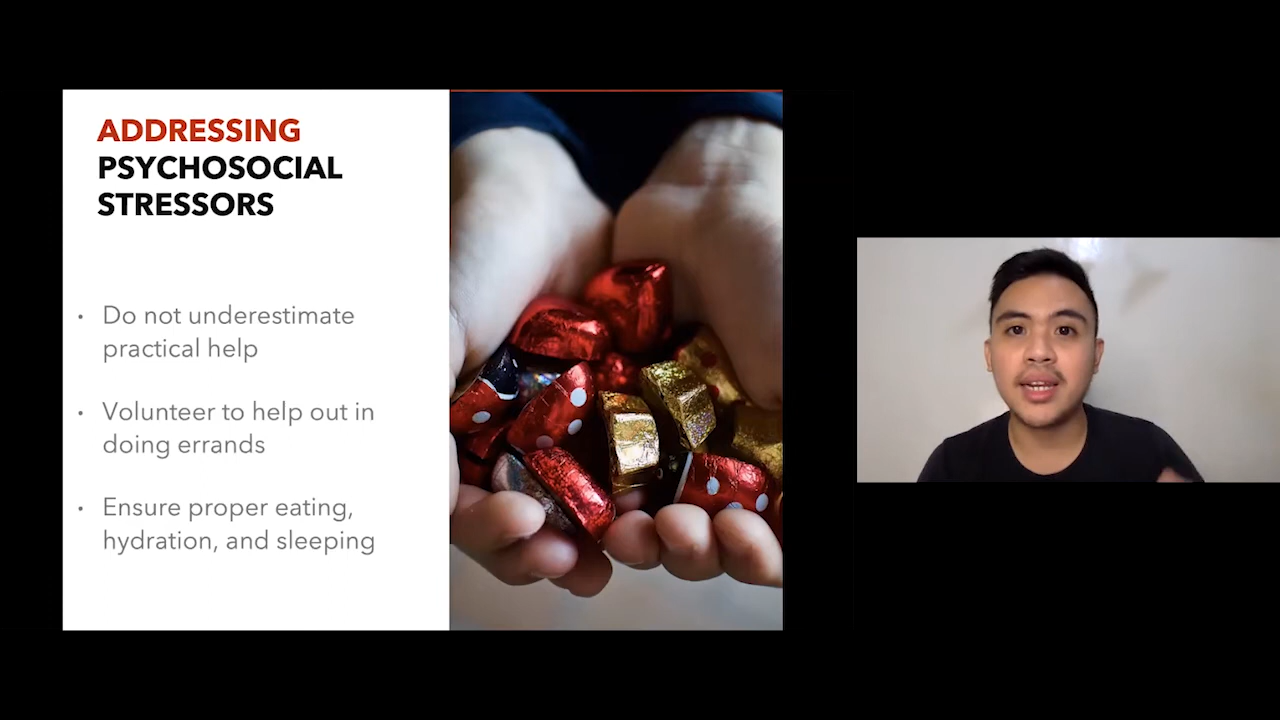 ADDRESSING
PSYCHOSOCIAL
STRESSORS
• Do not underestimate
practical help
• Volunteer to help out in
doing errands
• Ensure proper eating,
hydration, and sleeping